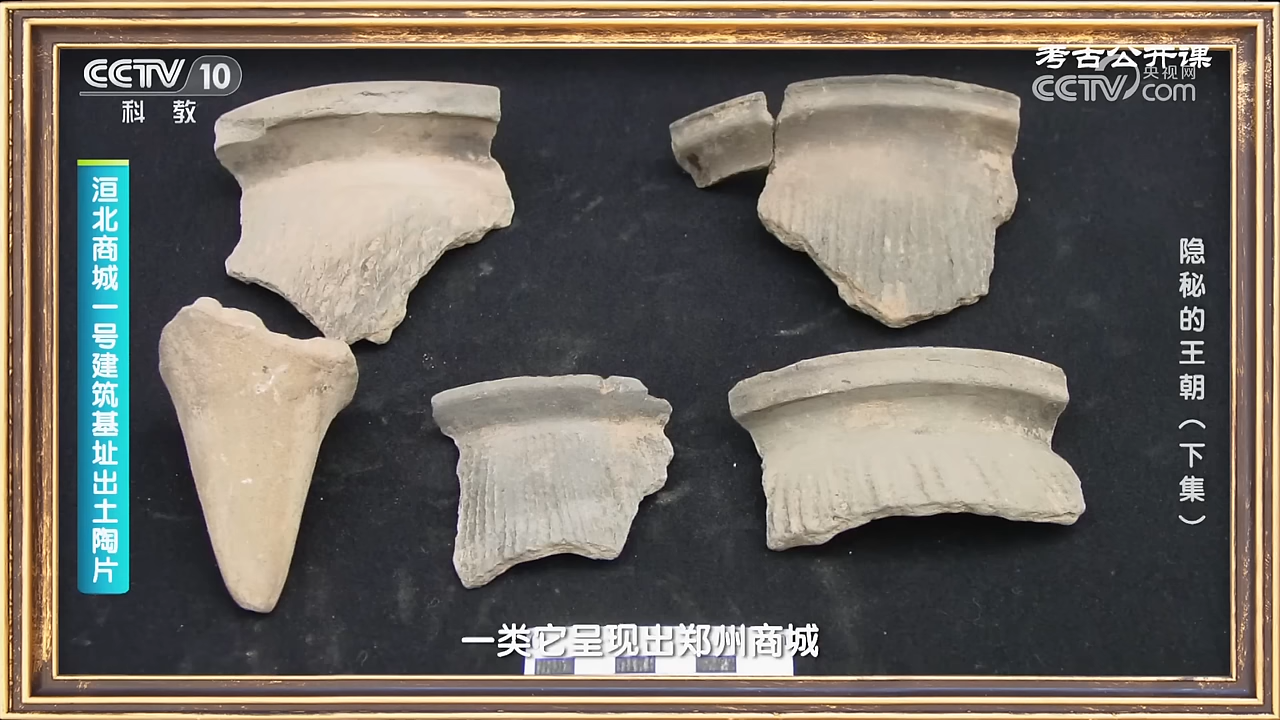 CCTV 10
科教
考古公开课
央视网
CCTV.com
洹北商城一号建筑基址出土陶片
隐秘的王朝（下集）
一类它呈现出郑州商城